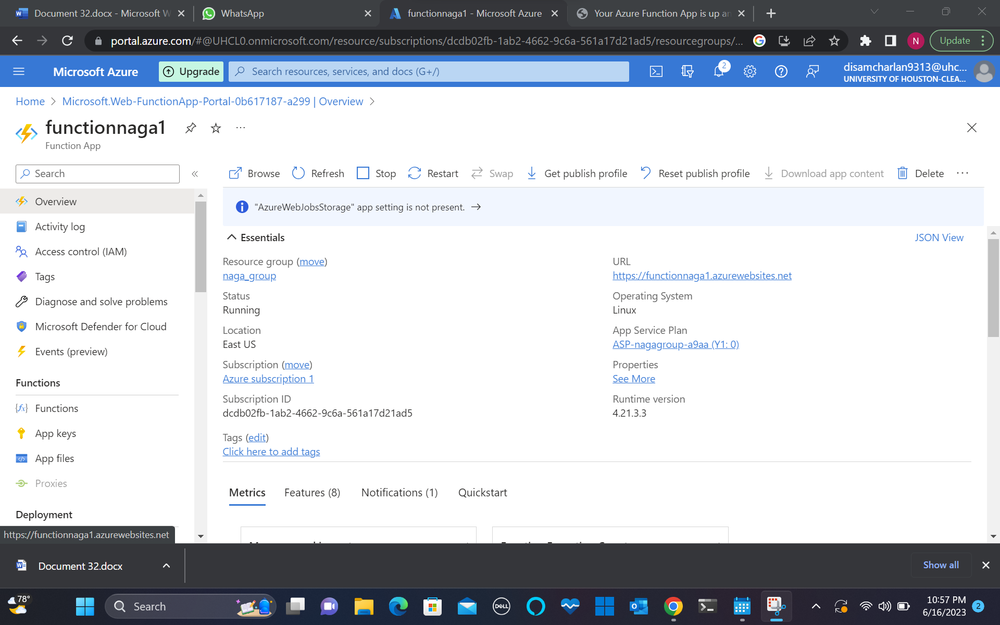 Document 32.docx - Microsoft W
WhatsApp
functionnaga1 - Microsoft Azure
Your Azure Function App is up an
portal.azure.com/#@UHCL0.onmicrosoft.com/resource/subscriptions/dcdb02fb-1ab2-4662-9c6a-561a17d21ad5/resourcegroups/...
N
Update
Microsoft Azure
Upgrade
Search resources, services, and docs (G+/)
2
disamcharlan9313@uhc...
UNIVERSITY OF HOUSTON-CLEA...
Home > Microsoft.Web-FunctionApp-Portal-0b617187-a299 | Overview >
functionnaga1
Function App
Search
Browse
Refresh
Stop
Restart
Swap
Get publish profile
Reset publish profile
Download app content
Delete
"AzureWebJobsStorage" app setting is not present.
Overview
Activity log
Access control (IAM)
Tags
Diagnose and solve problems
Microsoft Defender for Cloud
Events (preview)
Functions
Functions
App keys
App files
Proxies
Deployment
https://functionnaga1.azurewebsites.net
Essentials
JSON View
Resource group (move)
naga_group
Status
Running
Location
East US
Subscription (move)
Azure subscription 1
Subscription ID
dcdb02fb-1ab2-4662-9c6a-561a17d21ad5
Tags (edit)
Click here to add tags
URL
https://functionnaga1.azurewebsites.net
Operating System
Linux
App Service Plan
ASP-nagagroup-a9aa (Y1: 0)
Properties
See More
Runtime version
4.21.3.3
Metrics
Features (8)
Notifications (1)
Quickstart
Document 32.docx
Show all
78°
Search
DELL
10:57 PM
6/16/2023
2